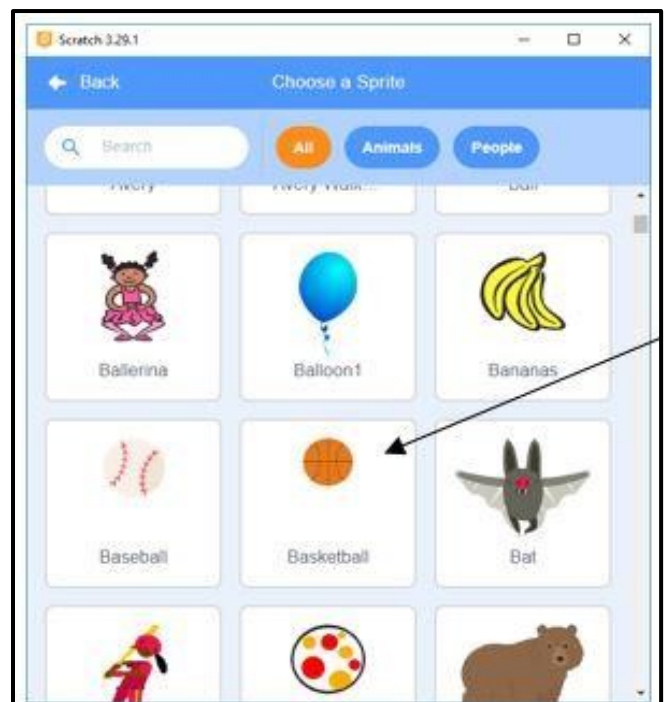 Scratch 3.29.1
Back
Choose a Sprite
Search
All
Animals
People
Ballerina
Balloon1
Bananas
Baseball
Basketball
Bat